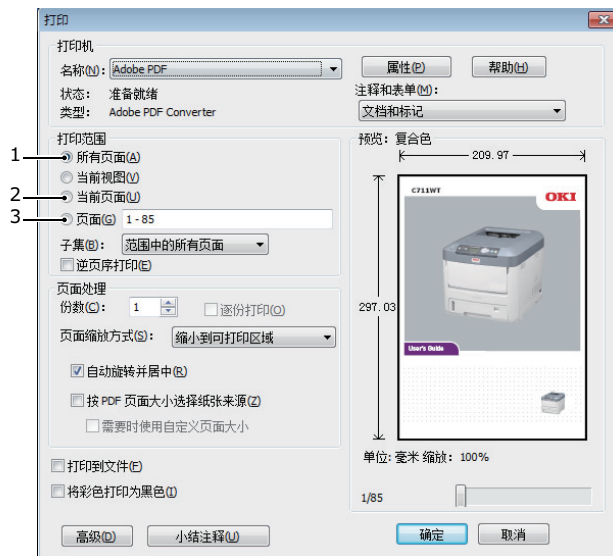 打印
打印机
名称(N): Adobe PDF
属性(P)
帮助(H)
状态: 准备就绪
类型: Adobe PDF Converter
注释和表单(M):
文档和标记
打印范围
1 所有页面(A)
当前视图(V)
2 当前页面(U)
3 页面(G) 1 - 85
子集(B): 范围中的所有页面
逆页序打印(E)
页面处理
份数(C): 1 逐份打印(O)
页面缩放方式(S): 缩小到可打印区域
自动旋转并居中(R)
按 PDF 页面大小选择纸张来源(Z)
需要时使用自定义页面大小
打印到文件(F)
将彩色打印为黑色(I)
高级(D)
小结注释(U)
预览: 复合色
209. 97
297. 03
C711WT
OKI
User's Guide
单位: 毫米 缩放: 100%
1/85
确定
取消